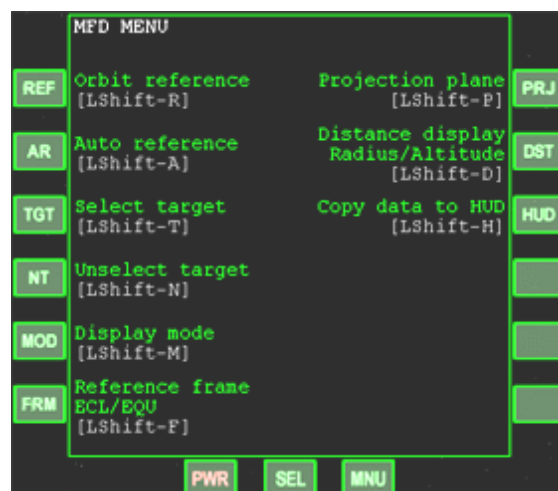 MFD MENU
REF Orbit reference Projection plane PRJ
[LShift-R] [LShift-P]
AR Auto reference Distance display DST
[LShift-A] Radius/Altitude
[LShift-D]
TGT Select target Copy data to HUD HUD
[LShift-T] [LShift-H]
NT Unselect target
[LShift-N]
MOD Display mode
[LShift-M]
FRM Reference frame
ECL/EQU
[LShift-F]
PWR SEL MNU